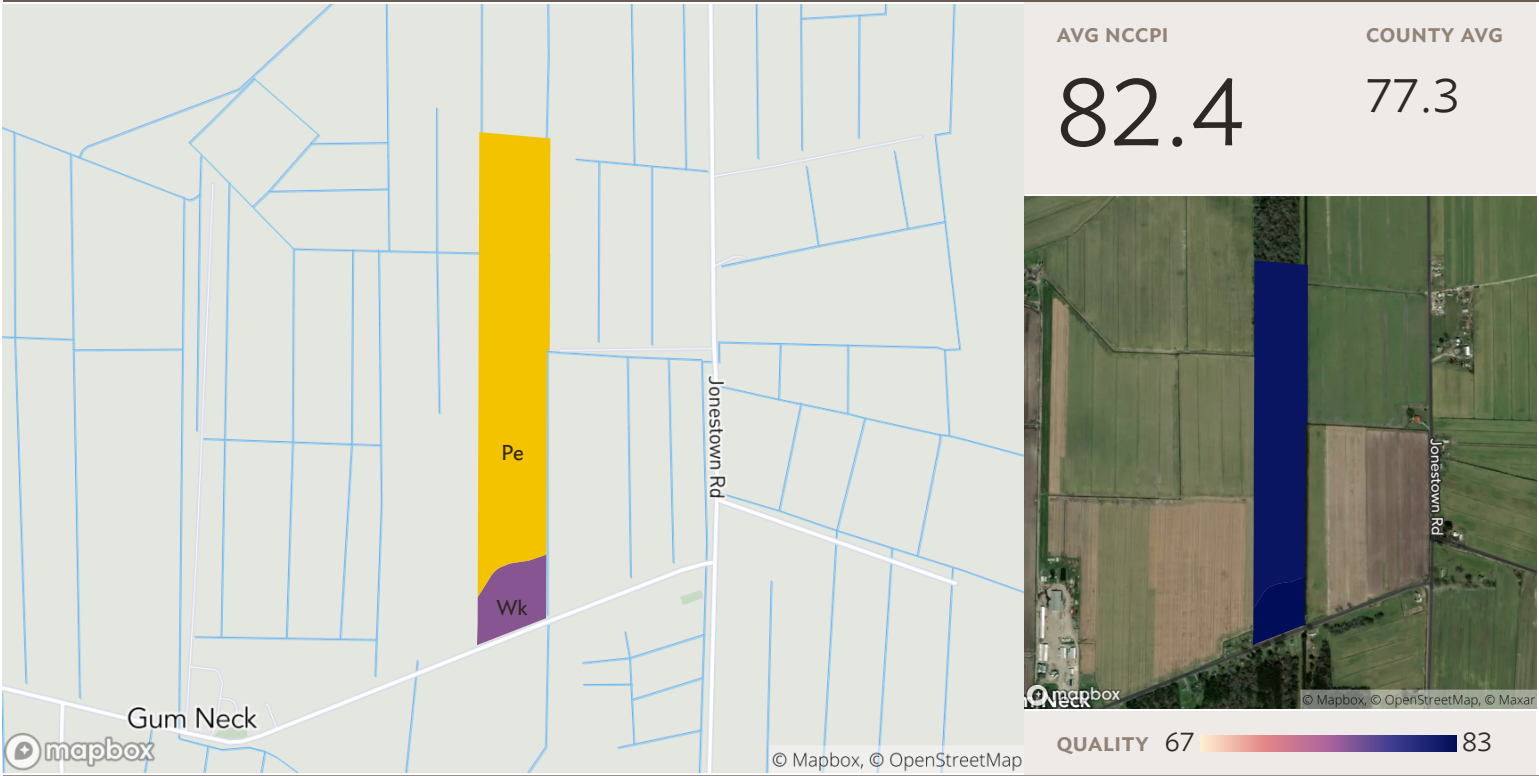 AVG NCCPI
COUNTY AVG
82.4
77.3
Pe
Wk
Jonestown Rd
Gum Neck
mapbox
© Mapbox, © OpenStreetMap
Jonestown Rd
Neck
mapbox
© Mapbox, © OpenStreetMap, © Maxar
QUALITY 67 83